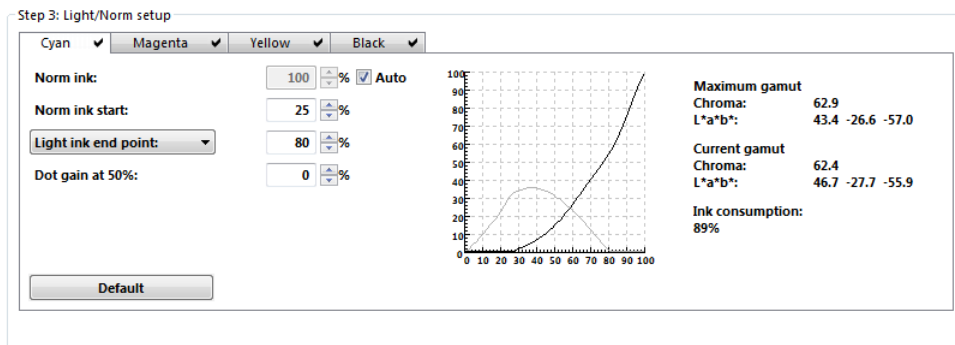 Step 3: Light/Norm setup
Cyan ✔ Magenta ✔ Yellow ✔ Black ✔
Norm ink: 100 % ✔ Auto
Norm ink start: 25 %
Light ink end point: 80 %
Dot gain at 50%: 0 %
Default
100
90
80
70
60
50
40
30
20
10
0
0 10 20 30 40 50 60 70 80 90 100
Maximum gamut
Chroma: 62.9
L*a*b*: 43.4 -26.6 -57.0
Current gamut
Chroma: 62.4
L*a*b*: 46.7 -27.7 -55.9
Ink consumption:
89%